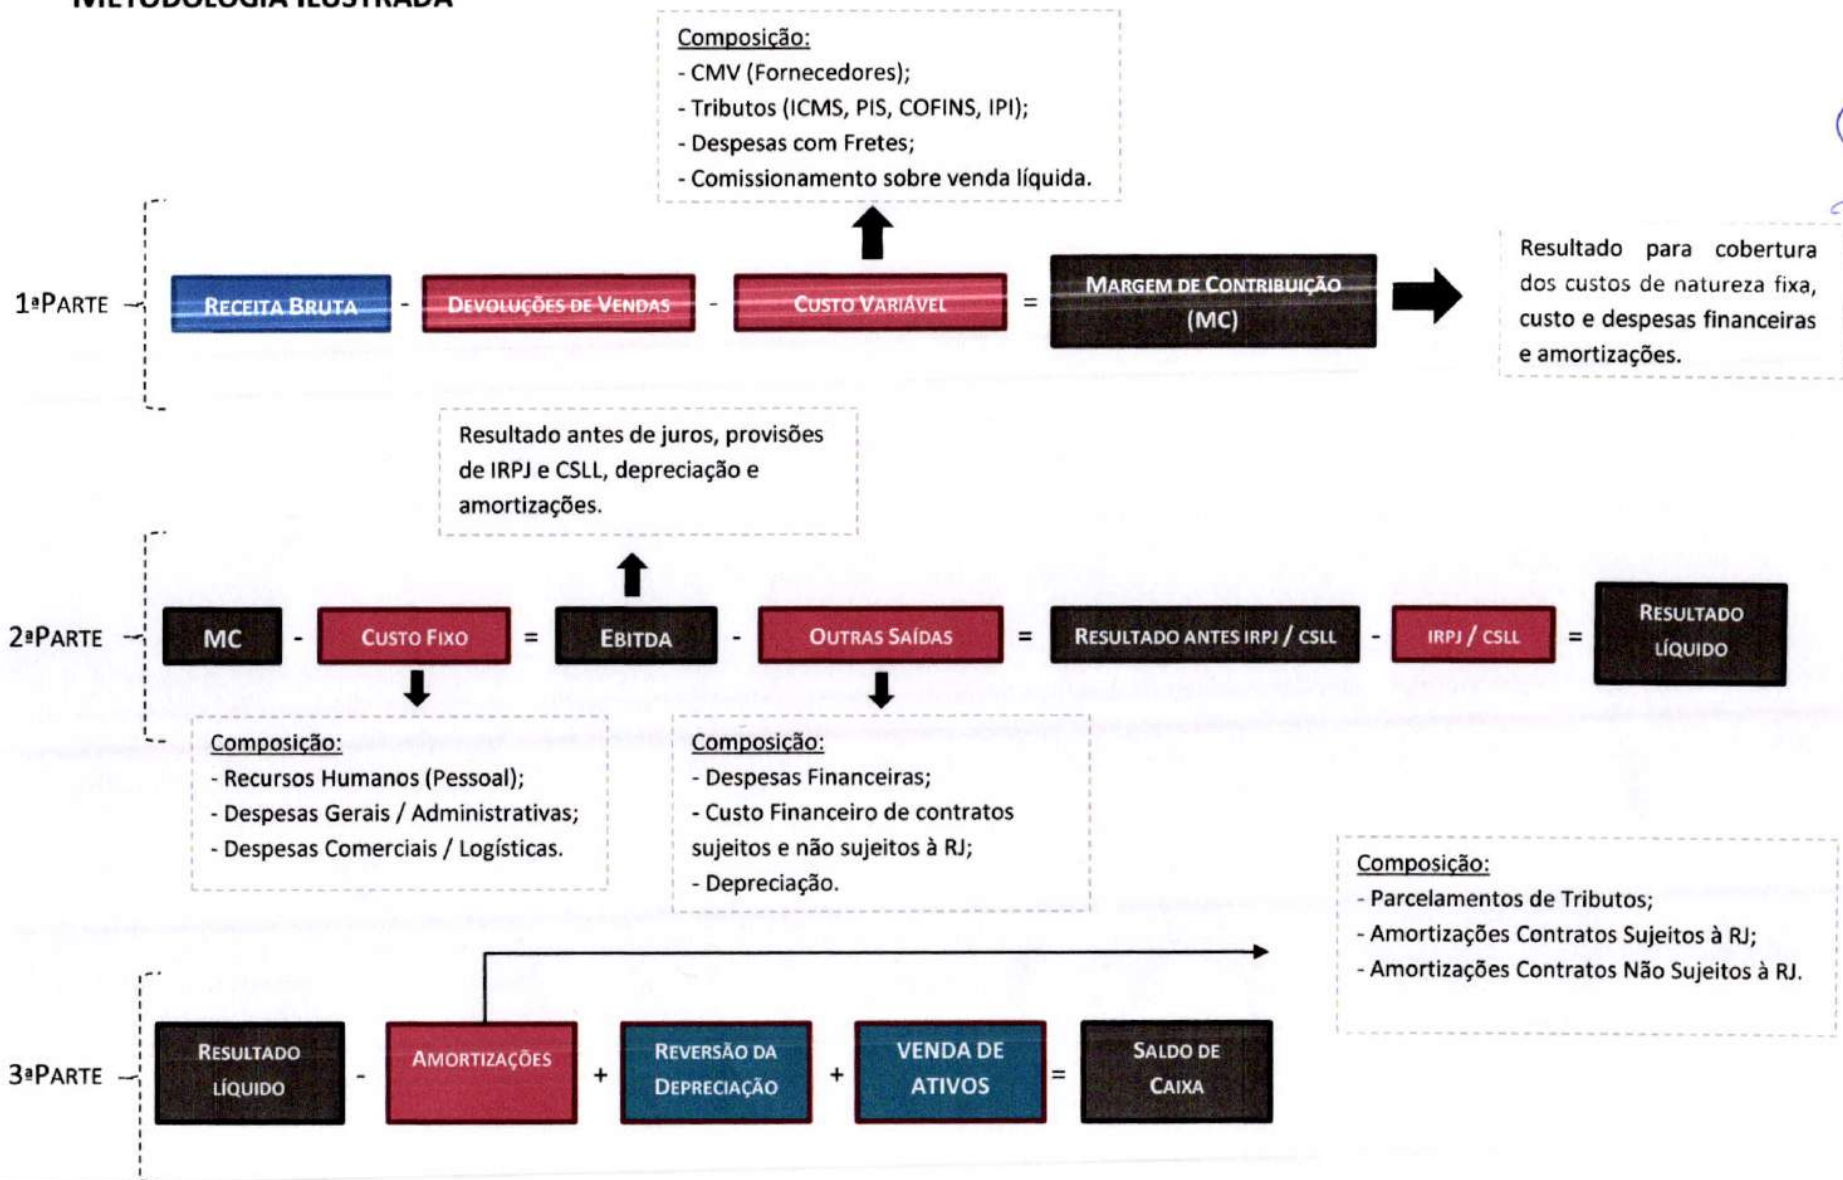 METODOLOGIA ILUSTRADA
Composição:
- CMV (Fornecedores);
- Tributos (ICMS, PIS, COFINS, IPI);
- Despesas com Fretes;
- Comissionamento sobre venda líquida.
1ªPARTE
RECEITA BRUTA - DEVOLUÇÕES DE VENDAS - CUSTO VARIÁVEL = MARGEM DE CONTRIBUIÇÃO
(MC)
Resultado para cobertura
dos custos de natureza fixa,
custo e despesas financeiras
e amortizações.
Resultado antes de juros, provisões
de IRPJ e CSLL, depreciação e
amortizações.
2ªPARTE
MC - CUSTO FIXO = EBITDA - OUTRAS SAÍDAS = RESULTADO ANTES IRPJ / CSLL - IRPJ / CSLL = RESULTADO
LÍQUIDO
Composição:
- Recursos Humanos (Pessoal);
- Despesas Gerais / Administrativas;
- Despesas Comerciais / Logísticas.
Composição:
- Despesas Financeiras;
- Custo Financeiro de contratos
sujeitos e não sujeitos à RJ;
- Depreciação.
Composição:
- Parcelamentos de Tributos;
- Amortizações Contratos Sujeitos à RJ;
- Amortizações Contratos Não Sujeitos à RJ.
3ªPARTE
RESULTADO
LÍQUIDO
-
AMORTIZAÇÕES
+
REVERSÃO DA
DEPRECIAÇÃO
+
VENDA DE
ATIVOS
=
SALDO DE
CAIXA